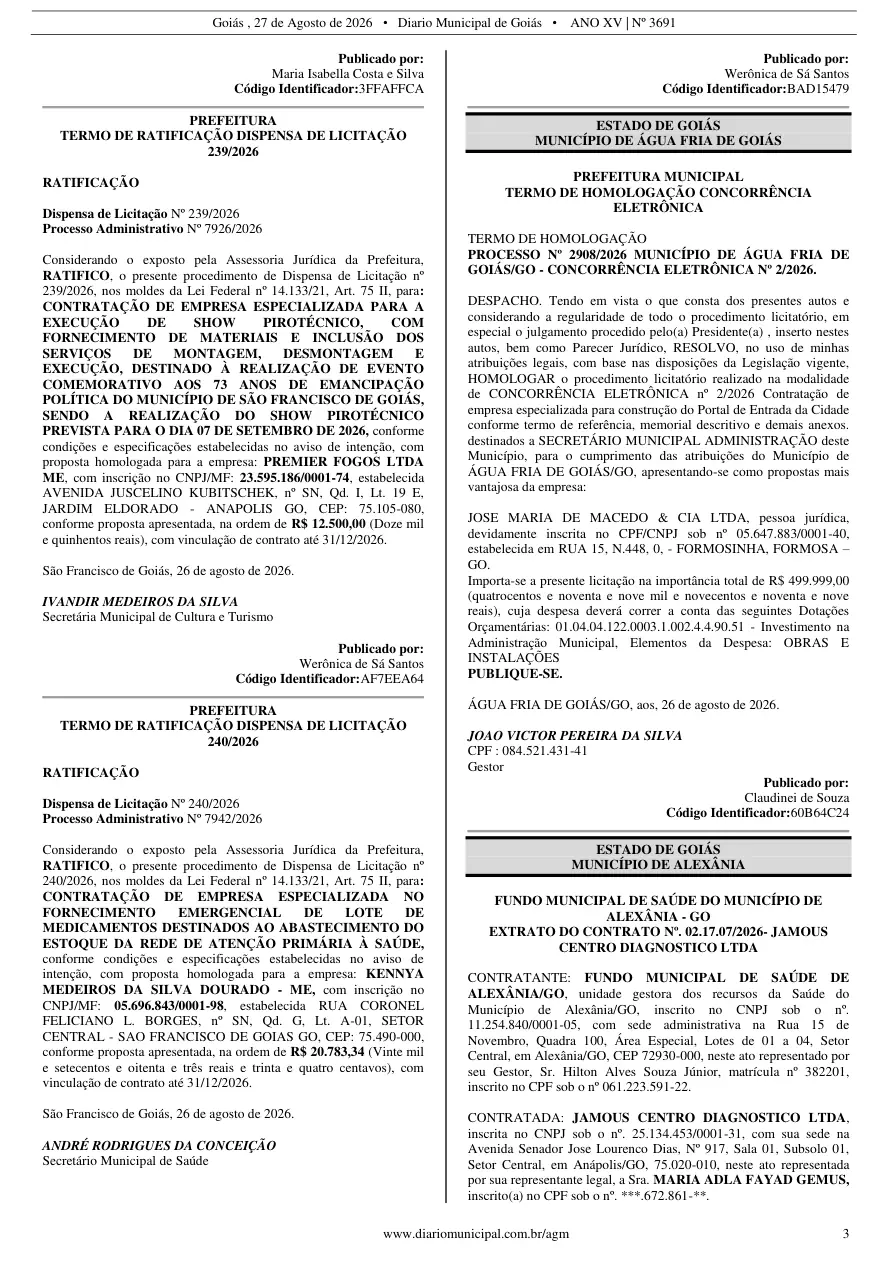 Goiás , 27 de Agosto de 2026 • Diario Municipal de Goiás • ANO XV | Nº 3691
Publicado por:
Maria Isabella Costa e Silva
Código Identificador:3FFAFFCA
PREFEITURA
TERMO DE RATIFICAÇÃO DISPENSA DE LICITAÇÃO
239/2026
RATIFICAÇÃO
Dispensa de Licitação Nº 239/2026
Processo Administrativo Nº 7926/2026
Considerando o exposto pela Assessoria Jurídica da Prefeitura,
RATIFICO, o presente procedimento de Dispensa de Licitação nº
239/2026, nos moldes da Lei Federal nº 14.133/21, Art. 75 II, para:
CONTRATAÇÃO DE EMPRESA ESPECIALIZADA PARA A
EXECUÇÃO DE SHOW PIROTÉCNICO, COM
FORNECIMENTO DE MATERIAIS E INCLUSÃO DOS
SERVIÇOS DE MONTAGEM, DESMONTAGEM E
EXECUÇÃO, DESTINADO À REALIZAÇÃO DE EVENTO
COMEMORATIVO AOS 73 ANOS DE EMANCIPAÇÃO
POLÍTICA DO MUNICÍPIO DE SÃO FRANCISCO DE GOIÁS,
SENDO A REALIZAÇÃO DO SHOW PIROTÉCNICO
PREVISTA PARA O DIA 07 DE SETEMBRO DE 2026, conforme
condições e especificações estabelecidas no aviso de intenção, com
proposta homologada para a empresa: PREMIER FOGOS LTDA
ME, com inscrição no CNPJ/MF: 23.595.186/0001-74, estabelecida
AVENIDA JUSCELINO KUBITSCHEK, nº SN, Qd. I, Lt. 19 E,
JARDIM ELDORADO - ANAPOLIS GO, CEP: 75.105-080,
conforme proposta apresentada, na ordem de R$ 12.500,00 (Doze mil
e quinhentos reais), com vinculação de contrato até 31/12/2026.
São Francisco de Goiás, 26 de agosto de 2026.
IVANDIR MEDEIROS DA SILVA
Secretária Municipal de Cultura e Turismo
Publicado por:
Werônica de Sá Santos
Código Identificador:AF7EEA64
PREFEITURA
TERMO DE RATIFICAÇÃO DISPENSA DE LICITAÇÃO
240/2026
RATIFICAÇÃO
Dispensa de Licitação Nº 240/2026
Processo Administrativo Nº 7942/2026
Considerando o exposto pela Assessoria Jurídica da Prefeitura,
RATIFICO, o presente procedimento de Dispensa de Licitação nº
240/2026, nos moldes da Lei Federal nº 14.133/21, Art. 75 II, para:
CONTRATAÇÃO DE EMPRESA ESPECIALIZADA NO
FORNECIMENTO EMERGENCIAL DE LOTE DE
MEDICAMENTOS DESTINADOS AO ABASTECIMENTO DO
ESTOQUE DA REDE DE ATENÇÃO PRIMÁRIA À SAÚDE,
conforme condições e especificações estabelecidas no aviso de
intenção, com proposta homologada para a empresa: KENNYA
MEDEIROS DA SILVA DOURADO - ME, com inscrição no
CNPJ/MF: 05.696.843/0001-98, estabelecida RUA CORONEL
FELICIANO L. BORGES, nº SN, Qd. G, Lt. A-01, SETOR
CENTRAL - SAO FRANCISCO DE GOIAS GO, CEP: 75.490-000,
conforme proposta apresentada, na ordem de R$ 20.783,34 (Vinte mil
e setecentos e oitenta e três reais e trinta e quatro centavos), com
vinculação de contrato até 31/12/2026.
São Francisco de Goiás, 26 de agosto de 2026.
ANDRÉ RODRIGUES DA CONCEIÇÃO
Secretário Municipal de Saúde
Publicado por:
Werônica de Sá Santos
Código Identificador:BAD15479
ESTADO DE GOIÁS
MUNICÍPIO DE ÁGUA FRIA DE GOIÁS
PREFEITURA MUNICIPAL
TERMO DE HOMOLOGAÇÃO CONCORRÊNCIA
ELETRÔNICA
TERMO DE HOMOLOGAÇÃO
PROCESSO Nº 2908/2026 MUNICÍPIO DE ÁGUA FRIA DE
GOIÁS/GO - CONCORRÊNCIA ELETRÔNICA Nº 2/2026.
DESPACHO. Tendo em vista o que consta dos presentes autos e
considerando a regularidade de todo o procedimento licitatório, em
especial o julgamento procedido pelo(a) Presidente(a) , inserto nestes
autos, bem como Parecer Jurídico, RESOLVO, no uso de minhas
atribuições legais, com base nas disposições da Legislação vigente,
HOMOLOGAR o procedimento licitatório realizado na modalidade
de CONCORRÊNCIA ELETRÔNICA nº 2/2026 Contratação de
empresa especializada para construção do Portal de Entrada da Cidade
conforme termo de referência, memorial descritivo e demais anexos.
destinados a SECRETÁRIO MUNICIPAL ADMINISTRAÇÃO deste
Município, para o cumprimento das atribuições do Município de
ÁGUA FRIA DE GOIÁS/GO, apresentando-se como propostas mais
vantajosa da empresa:
JOSE MARIA DE MACEDO & CIA LTDA, pessoa jurídica,
devidamente inscrita no CPF/CNPJ sob nº 05.647.883/0001-40,
estabelecida em RUA 15, N.448, 0, - FORMOSINHA, FORMOSA –
GO.
Importa-se a presente licitação na importância total de R$ 499.999,00
(quatrocentos e noventa e nove mil e novecentos e noventa e nove
reais), cuja despesa deverá correr a conta das seguintes Dotações
Orçamentárias: 01.04.04.122.0003.1.002.4.4.90.51 - Investimento na
Administração Municipal, Elementos da Despesa: OBRAS E
INSTALAÇÕES
PUBLIQUE-SE.
ÁGUA FRIA DE GOIÁS/GO, aos, 26 de agosto de 2026.
JOAO VICTOR PEREIRA DA SILVA
CPF : 084.521.431-41
Gestor
Publicado por:
Claudinei de Souza
Código Identificador:60B64C24
ESTADO DE GOIÁS
MUNICÍPIO DE ALEXÂNIA
FUNDO MUNICIPAL DE SAÚDE DO MUNICÍPIO DE
ALEXÂNIA - GO
EXTRATO DO CONTRATO Nº. 02.17.07/2026- JAMOUS
CENTRO DIAGNOSTICO LTDA
CONTRATANTE: FUNDO MUNICIPAL DE SAÚDE DE
ALEXÂNIA/GO, unidade gestora dos recursos da Saúde do
Município de Alexânia/GO, inscrito no CNPJ sob o nº.
11.254.840/0001-05, com sede administrativa na Rua 15 de
Novembro, Quadra 100, Área Especial, Lotes de 01 a 04, Setor
Central, em Alexânia/GO, CEP 72930-000, neste ato representado por
seu Gestor, Sr. Hilton Alves Souza Júnior, matrícula nº 382201,
inscrito no CPF sob o nº 061.223.591-22.
CONTRATADA: JAMOUS CENTRO DIAGNOSTICO LTDA,
inscrita no CNPJ sob o nº. 25.134.453/0001-31, com sua sede na
Avenida Senador Jose Lourenco Dias, Nº 917, Sala 01, Subsolo 01,
Setor Central, em Anápolis/GO, 75.020-010, neste ato representada
por sua representante legal, a Sra. MARIA ADLA FAYAD GEMUS,
inscrito(a) no CPF sob o nº. ***.672.861-**.
www.diariomunicipal.com.br/agm 3